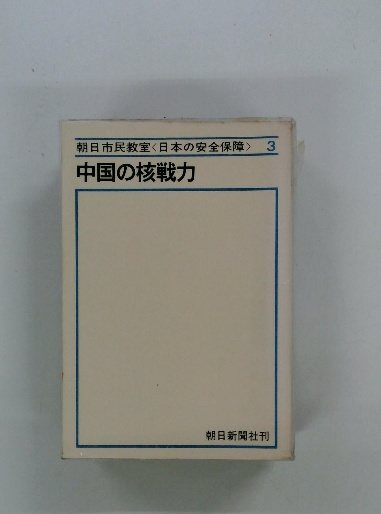 朝日市民教室〈日本の安全保障〉 3
中国の核戦力
朝日新聞社刊